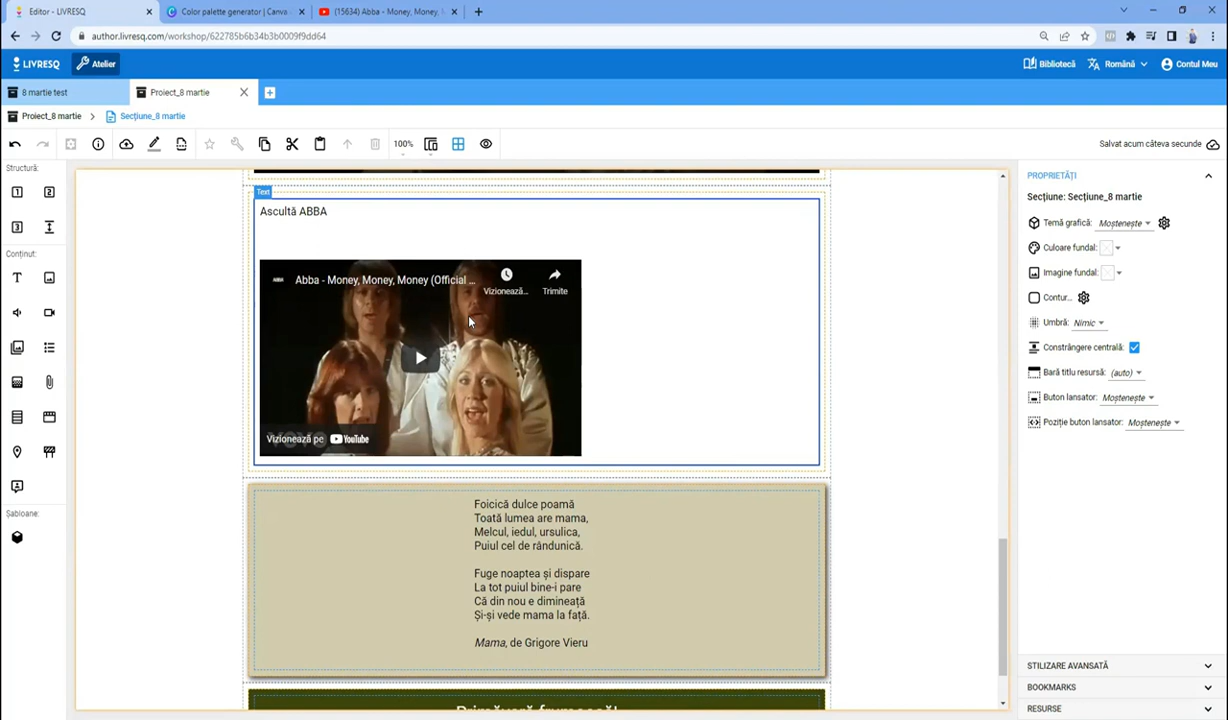 Editor - LIVRESQ
Color palette generator | Canva
(15634) Abba - Money, Money,
author.livresq.com/workshop/622785b6b34b3b0009f9dd64
LIVRESQ
Atelier
Bibliotecă
Română
Contul Meu
8 martie test
Proiect_8 martie
Proiect_8 martie
Secțiune_8 martie
100%
Salvat acum câteva secunde
Structură:
1
2
3
Conținut:
Șabloane:
Text
Ascultă ABBA
Abba - Money, Money, Money (Official ...
Vizionează...
Trimite
Vizionează pe YouTube
Foicică dulce poamă
Toată lumea are mama,
Melcul, iedul, ursulica,
Puiul cel de rândunică.
Fuge noaptea și dispare
La tot puiul bine-i pare
Că din nou e dimineață
Și-și vede mama la față.
Mama, de Grigore Vieru
Primăvară frumoasă!
PROPRIETĂȚI
Secțiune: Secțiune_8 martie
Temă grafică: Moștenește
Culoare fundal:
Imagine fundal:
Contur...
Umbră: Nimic
Constrângere centrală:
Bară titlu resursă: (auto)
Buton lansator: Moștenește
Poziție buton lansator: Moștenește
STILIZARE AVANSATĂ
BOOKMARKS
RESURSE